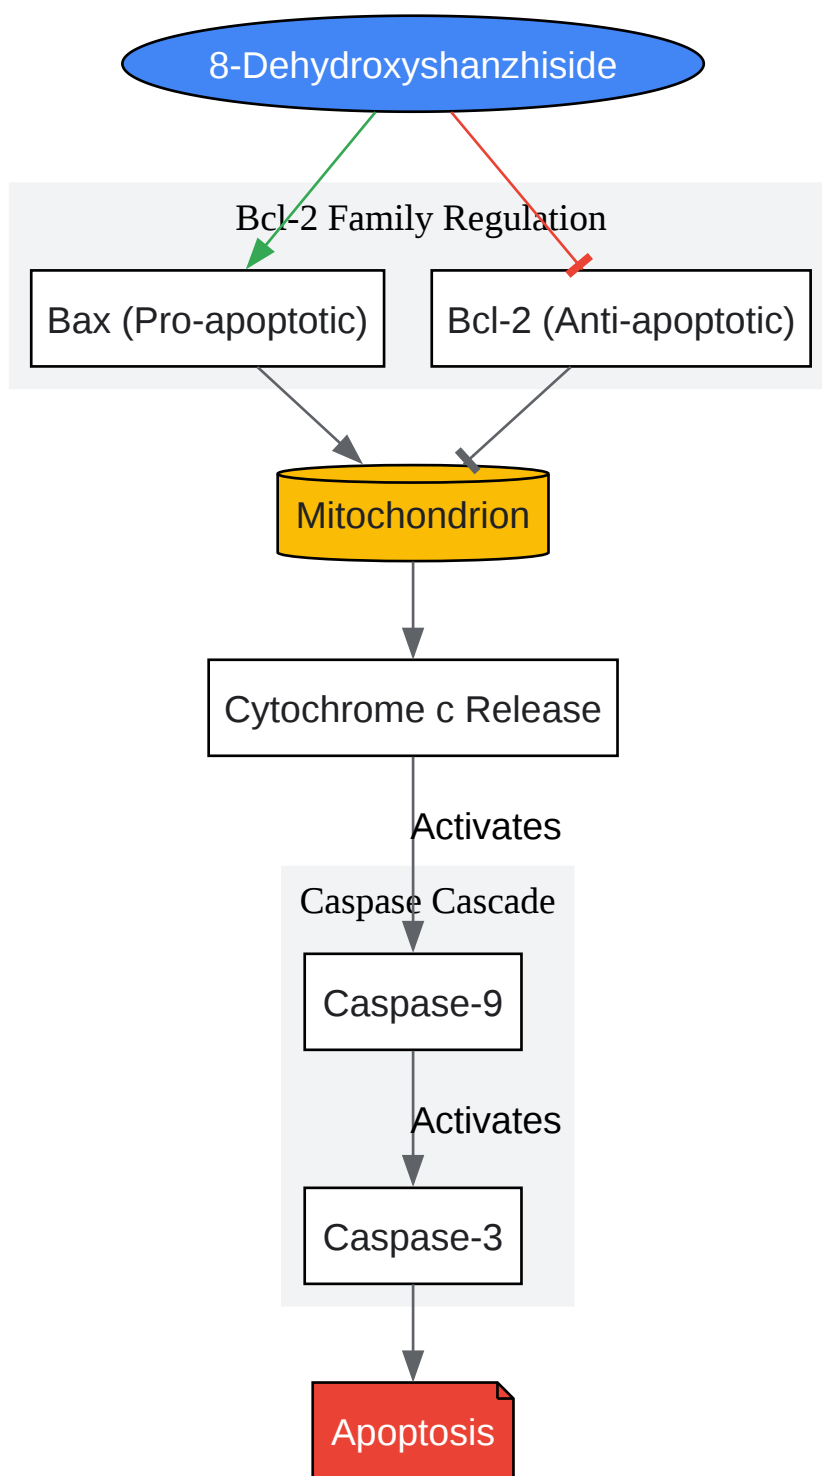 8-Dehydroxyshanzhiside
Bcl-2 Family Regulation
Bax (Pro-apoptotic)
Bcl-2 (Anti-apoptotic)
Mitochondrion
Cytochrome c Release
Activates
Caspase Cascade
Caspase-9
Activates
Caspase-3
Apoptosis